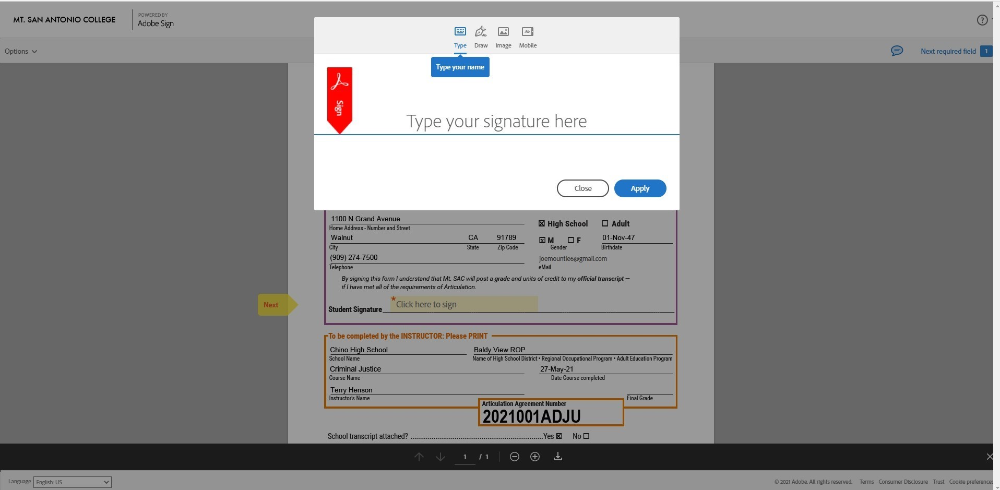 MT. SAN ANTONIO COLLEGE
POWERED BY
Adobe Sign
?
Options
Next required field 1
Type Draw Image Mobile
Type your name
Sign
Type your signature here
Close Apply
1100 N Grand Avenue
Home Address - Number and Street
☒ High School ☐ Adult
Walnut CA 91789
City State Zip Code
☒ M ☐ F 01-Nov-47
Gender Birthdate
(909) 274-7500 joemountie6@gmail.com
Telephone eMail
By signing this form I understand that Mt. SAC will post a grade and units of credit to my official transcript —
if I have met all of the requirements of Articulation.
Next
Student Signature * Click here to sign
To be completed by the INSTRUCTOR: Please PRINT
Chino High School Baldy View ROP
School Name Name of High School District • Regional Occupational Program • Adult Education Program
Criminal Justice 27-May-21
Course Name Date Course completed
Terry Henson
Instructor's Name Final Grade
Articulation Agreement Number
2021001ADJU
School transcript attached? ............................................................ Yes ☒ No ☐
1 / 1
Language English: US
© 2021 Adobe. All rights reserved. Terms Consumer Disclosure Trust Cookie preferences